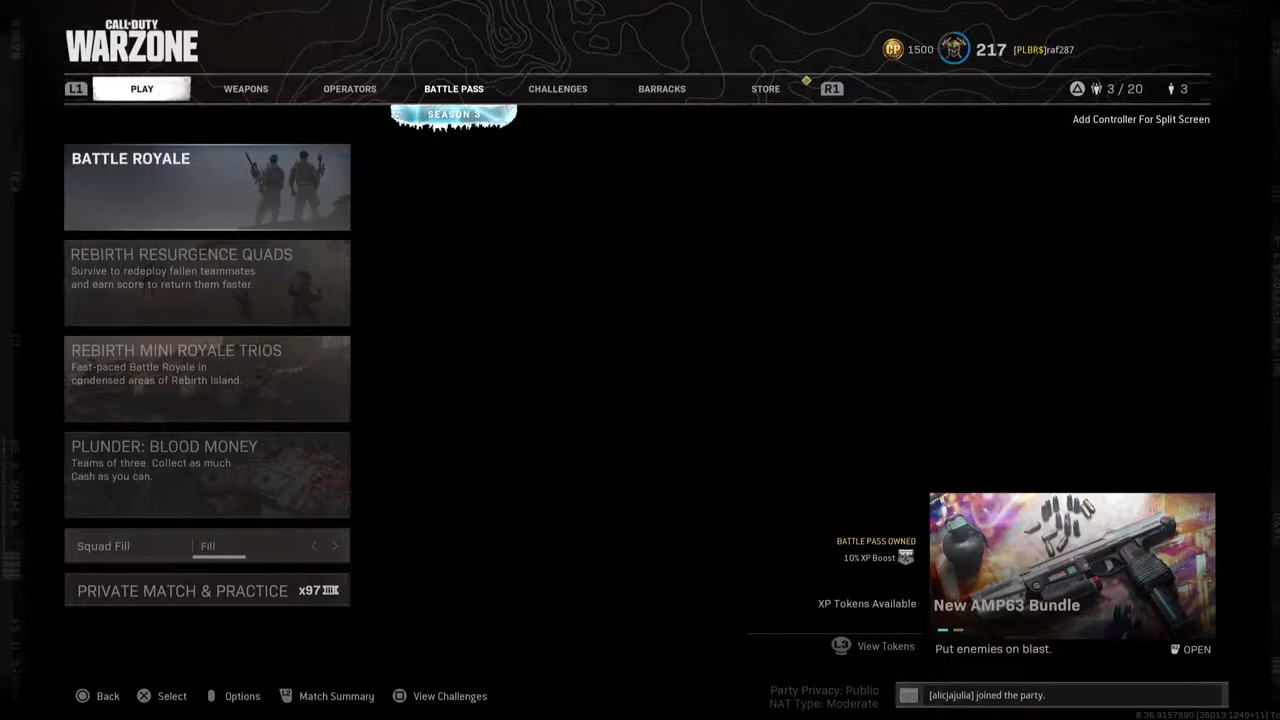 CALL OF DUTY
WARZONE
CP 1500 217 [PLBR$]raf287
L1 PLAY WEAPONS OPERATORS BATTLE PASS CHALLENGES BARRACKS STORE R1 3 / 20 3
SEASON 3
Add Controller For Split Screen
BATTLE ROYALE
REBIRTH RESURGENCE QUADS
Survive to redeploy fallen teammates
and earn score to return them faster.
REBIRTH MINI ROYALE TRIOS
Fast-paced Battle Royale in
condensed areas of Rebirth Island.
PLUNDER: BLOOD MONEY
Teams of three. Collect as much
Cash as you can.
Squad Fill Fill
PRIVATE MATCH & PRACTICE x97
BATTLE PASS OWNED
10% XP Boost
XP Tokens Available
L3 View Tokens
New AMP63 Bundle
Put enemies on blast.
R2 OPEN
Back Select Options L2 Match Summary View Challenges
Party Privacy: Public
NAT Type: Moderate
[alicjajulia] joined the party.